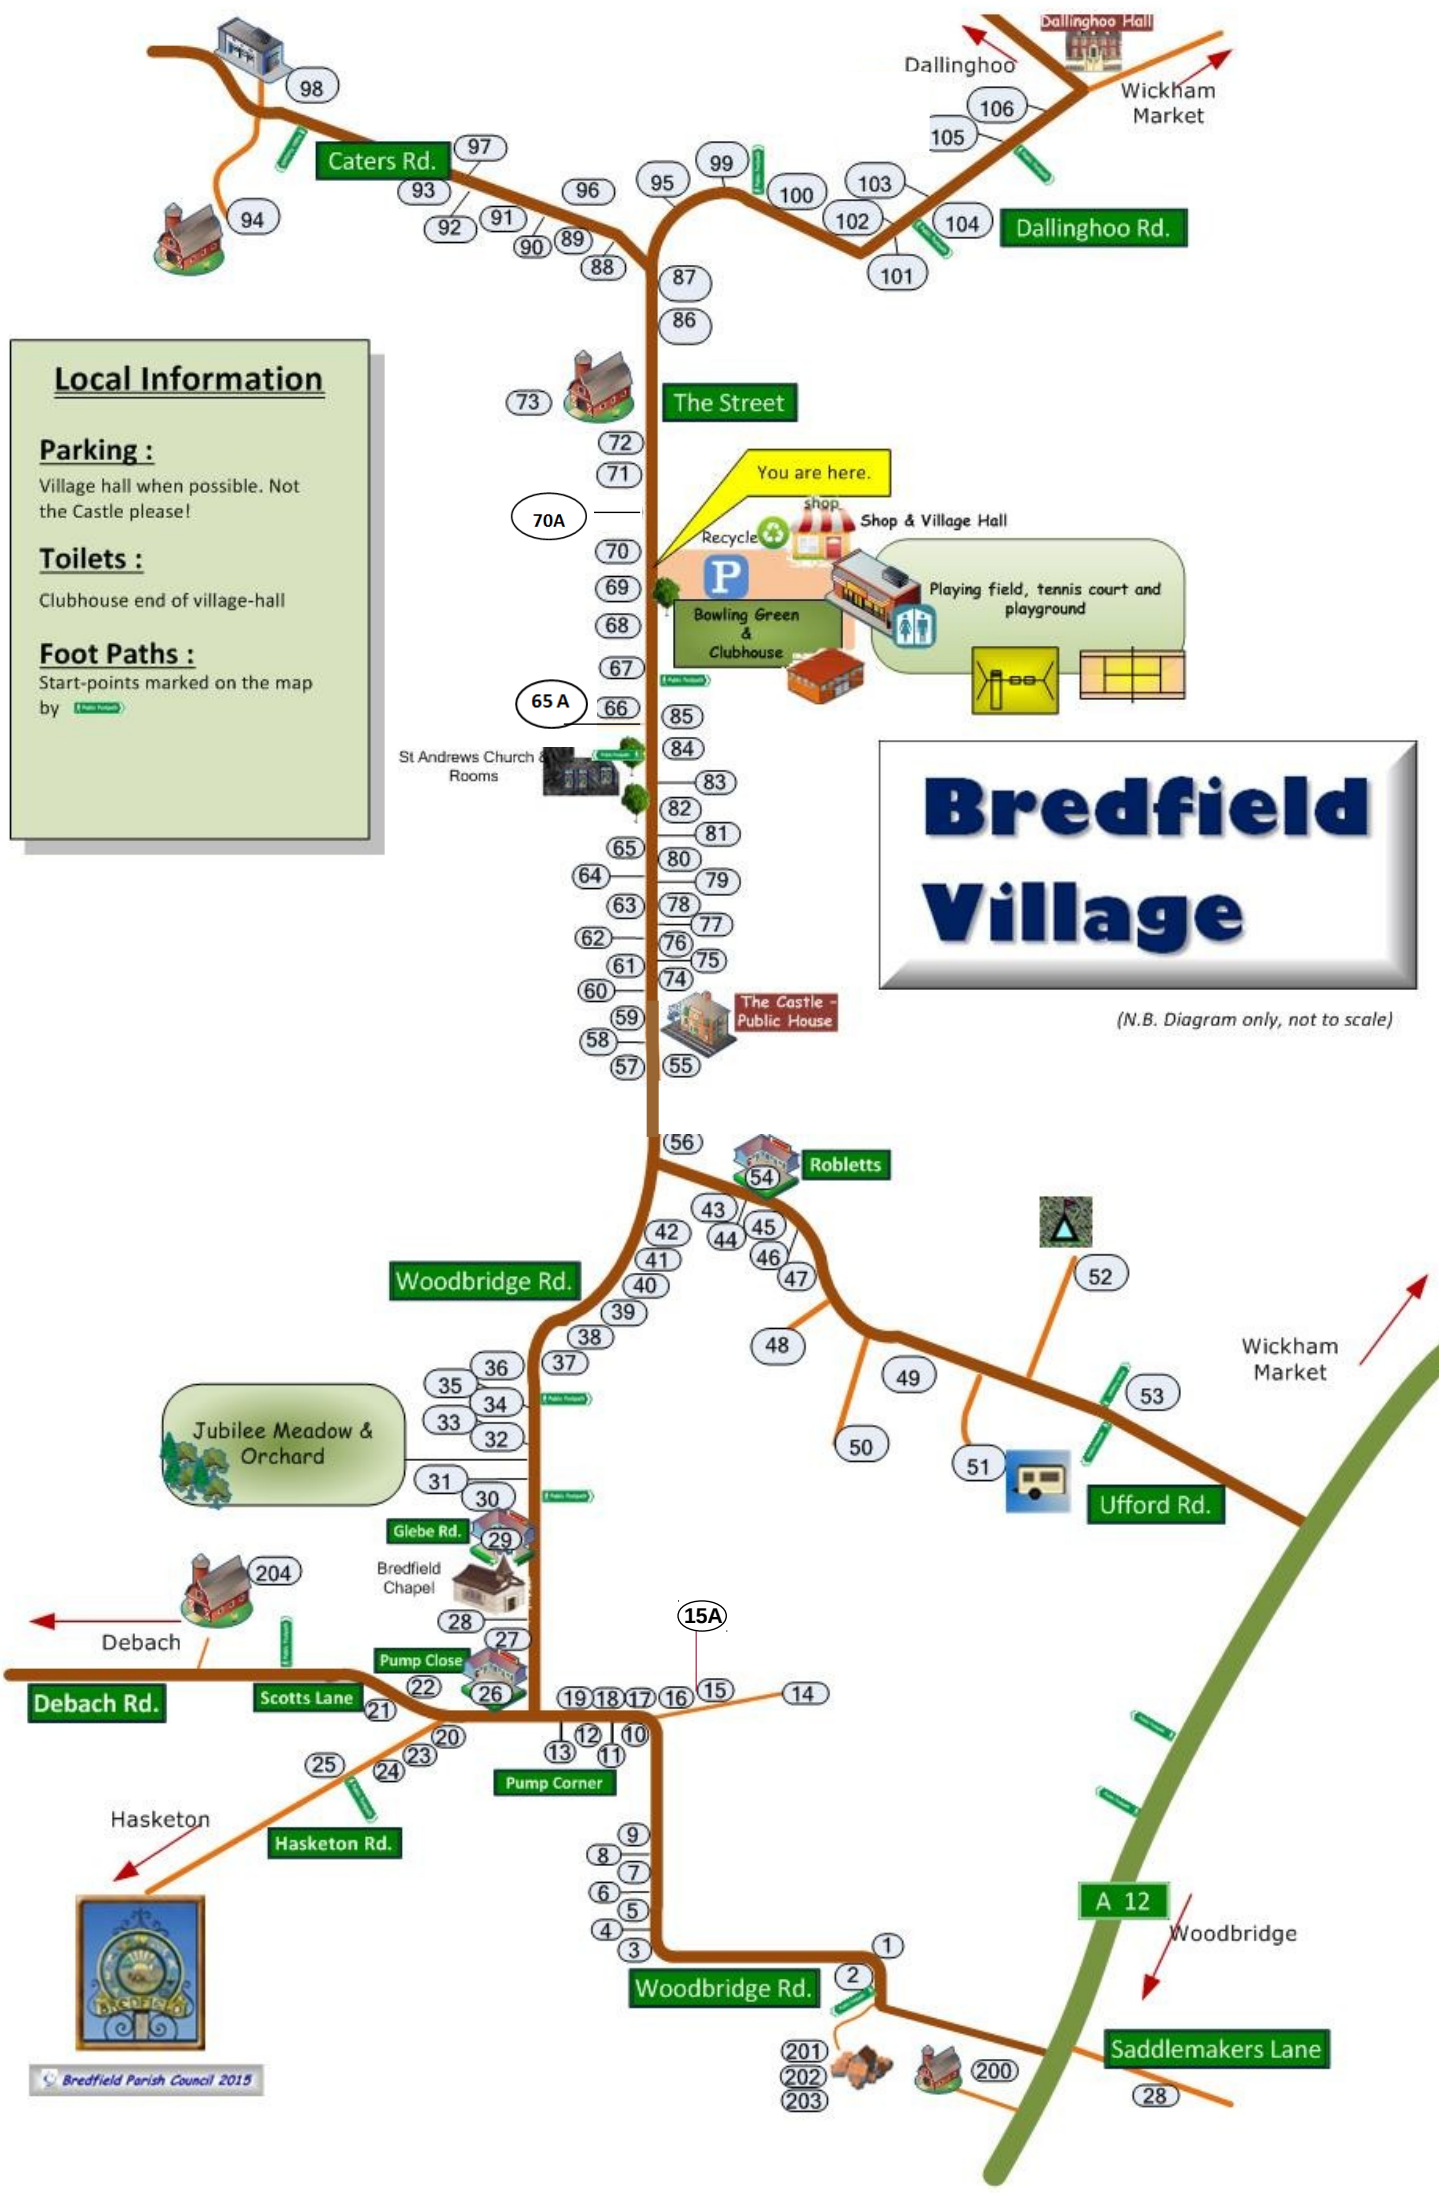 Dallinghoo Hall
Dallinghoo
Wickham
Market
98
106
105
97
Caters Rd.
99
95
103
100
93
96
102
104
94
92
91
90
89
88
Dallinghoo Rd.
101
87
86
Local Information
Parking :
Village hall when possible. Not
the Castle please!
Toilets :
Clubhouse end of village-hall
Foot Paths :
Start-points marked on the map
by
Public Footpath
73
The Street
72
71
You are here.
shop
70A
Shop & Village Hall
Recycle
70
P
69
Playing field, tennis court and
playground
Bowling Green
&
Clubhouse
68
67
Public Footpath
65 A
66
85
84
St Andrews Church &
Rooms
83
82
81
65
80
64
79
63
78
77
62
76
75
61
74
60
59
The Castle -
Public House
58
57
55
Bredfield
Village
(N.B. Diagram only, not to scale)
56
54
Robletts
43
44
45
46
47
42
41
40
39
38
37
Woodbridge Rd.
52
48
49
50
51
53
Wickham
Market
Ufford Rd.
36
35
34
33
32
Public Footpath
Jubilee Meadow &
Orchard
31
30
Public Footpath
Glebe Rd.
29
Bredfield
Chapel
204
Debach
28
27
15A
Pump Close
26
22
21
Debach Rd.
Scotts Lane
19
18
17
16
15
14
20
23
24
25
13
12
11
10
Pump Corner
Hasketon
Hasketon Rd.
9
8
7
6
5
4
3
A 12
Woodbridge
1
2
Woodbridge Rd.
201
202
203
200
Saddlemakers Lane
28
BREDFIELD
Bredfield Parish Council 2015